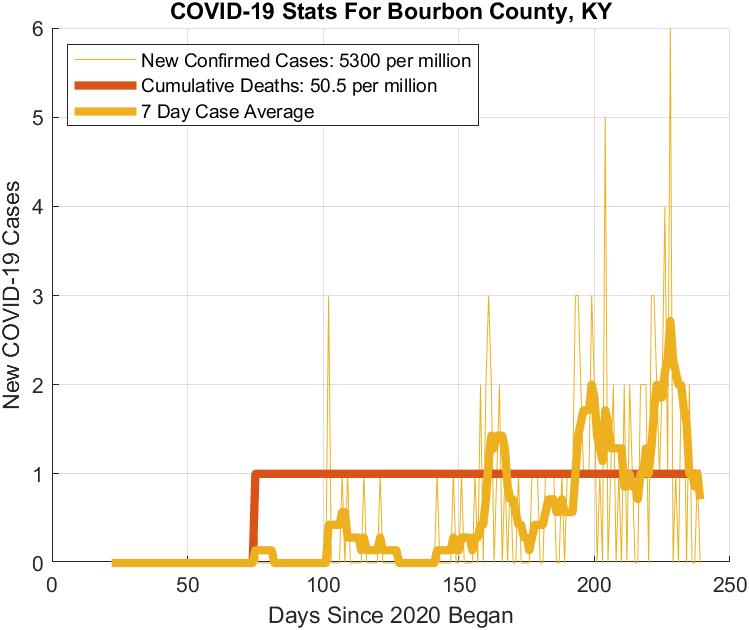 COVID-19 Stats For Bourbon County, KY
New Confirmed Cases: 5300 per million
Cumulative Deaths: 50.5 per million
7 Day Case Average
New COVID-19 Cases
6
5
4
3
2
1
0
0 50 100 150 200 250
Days Since 2020 Began